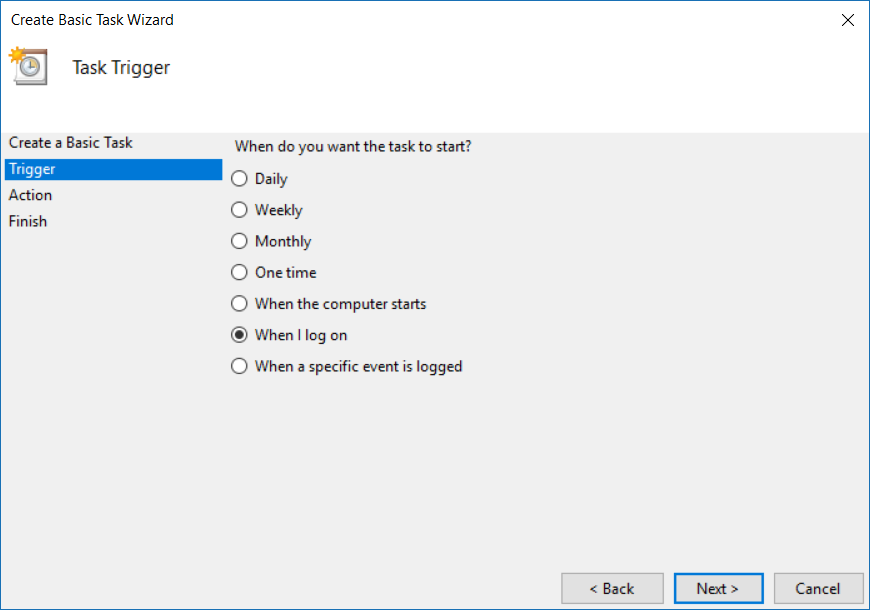 Create Basic Task Wizard
Task Trigger
Create a Basic Task
Trigger
Action
Finish
When do you want the task to start?
Daily
Weekly
Monthly
One time
When the computer starts
When I log on
When a specific event is logged
< Back
Next >
Cancel